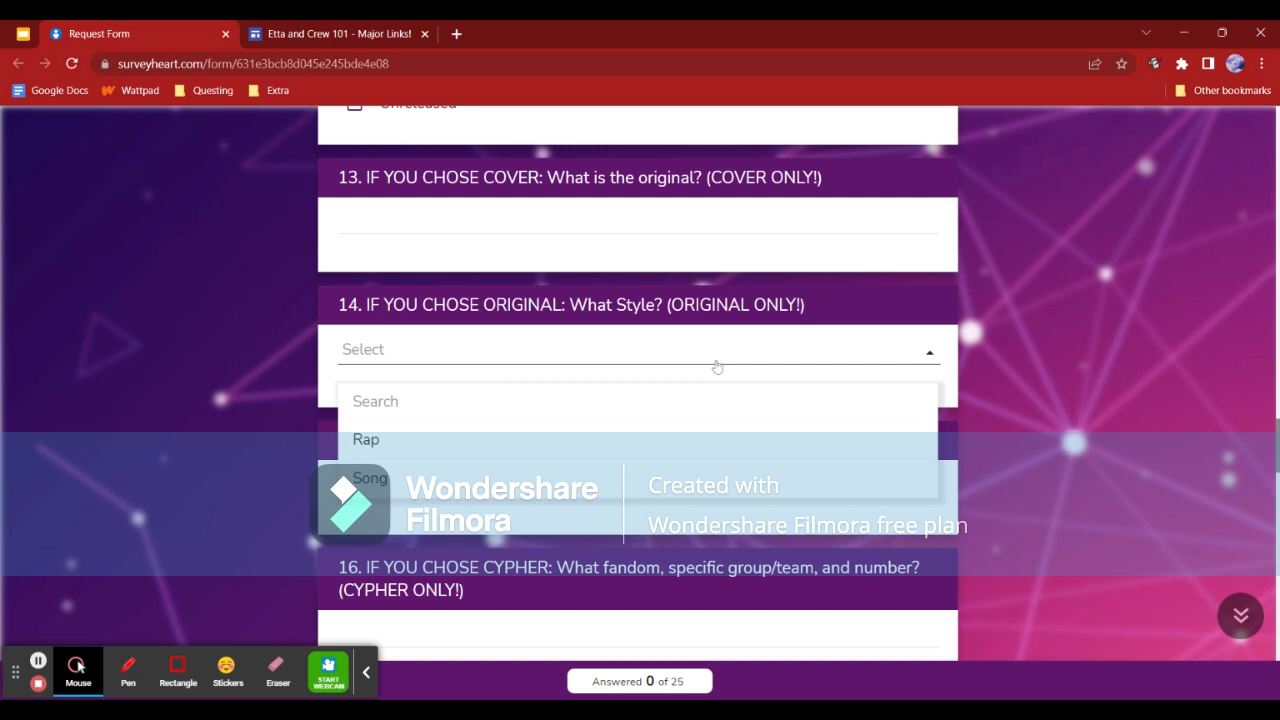 Request Form
Etta and Crew 101 - Major Links!
surveyheart.com/form/631e3bcb8d045e245bde4e08
Google Docs
Wattpad
Questing
Extra
Other bookmarks
Unreleased
13. IF YOU CHOSE COVER: What is the original? (COVER ONLY!)
14. IF YOU CHOSE ORIGINAL: What Style? (ORIGINAL ONLY!)
Select
Search
Rap
Song
Wondershare
Filmora
Created with
Wondershare Filmora free plan
16. IF YOU CHOSE CYPHER: What fandom, specific group/team, and number?
(CYPHER ONLY!)
Mouse
Pen
Rectangle
Stickers
Eraser
START
WEBCAM
Answered 0 of 25